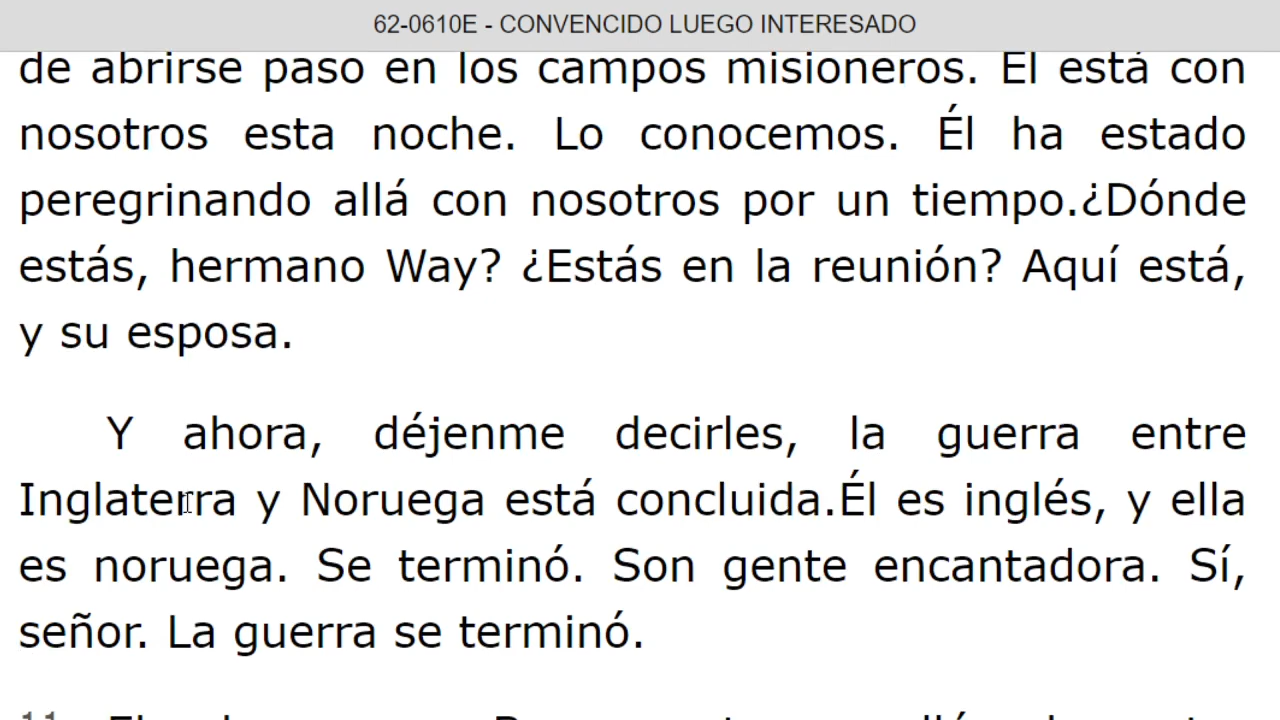 62-0610E - CONVENCIDO LUEGO INTERESADO
de abrirse paso en los campos misioneros. Él está con
nosotros esta noche. Lo conocemos. Él ha estado
peregrinando allá con nosotros por un tiempo.¿Dónde
estás, hermano Way? ¿Estás en la reunión? Aquí está,
y su esposa.
Y ahora, déjenme decirles, la guerra entre
Inglaterra y Noruega está concluida.Él es inglés, y ella
es noruega. Se terminó. Son gente encantadora. Sí,
señor. La guerra se terminó.